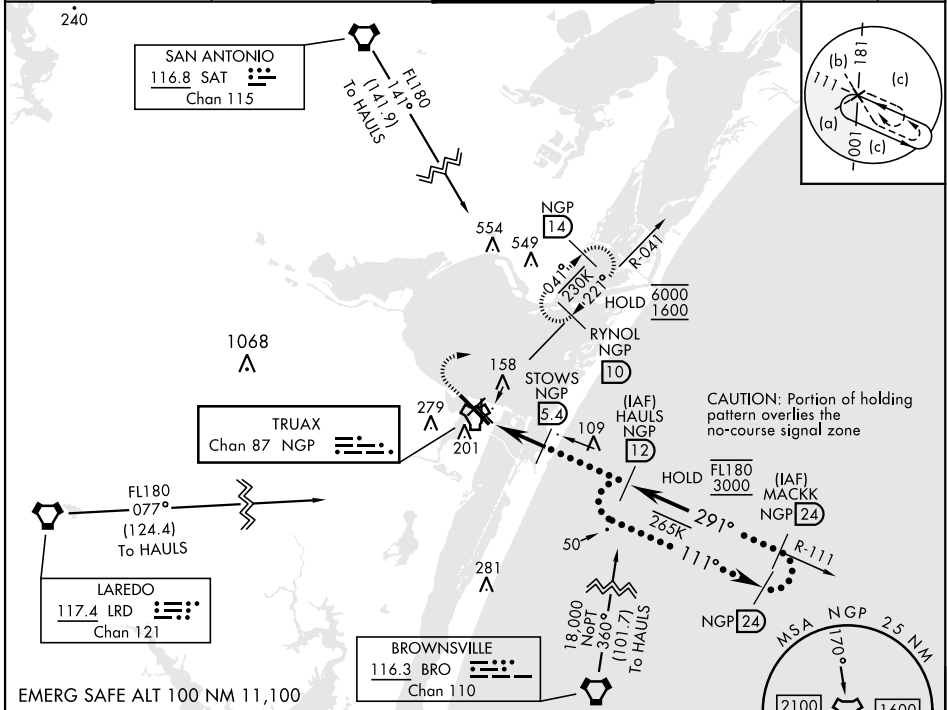 240
SAN ANTONIO
116.8 SAT
Chan 115
FL180
141°
(141.9)
To HAULS
(b)
181
111
(c)
(a)
001
(c)
554
549
NGP
14
R-041
041°
230K
221°
HOLD 6000
1600
RYNOL
NGP
10
1068
158
STOWS
NGP
5.4
279
201
109
(IAF)
HAULS
NGP
12
CAUTION: Portion of holding
pattern overlies the
no-course signal zone
TRUAX
Chan 87 NGP
HOLD FL180
3000
(IAF)
MACKK
NGP 24
291°
265K
111°
R-111
FL180
077°
(124.4)
To HAULS
50
NGP 24
LAREDO
117.4 LRD
Chan 121
281
18,000
NoPT
360°
(101.7)
To HAULS
BROWNSVILLE
116.3 BRO
Chan 110
MSA NGP 25 NM
170°
2100
1600
EMERG SAFE ALT 100 NM 11,100